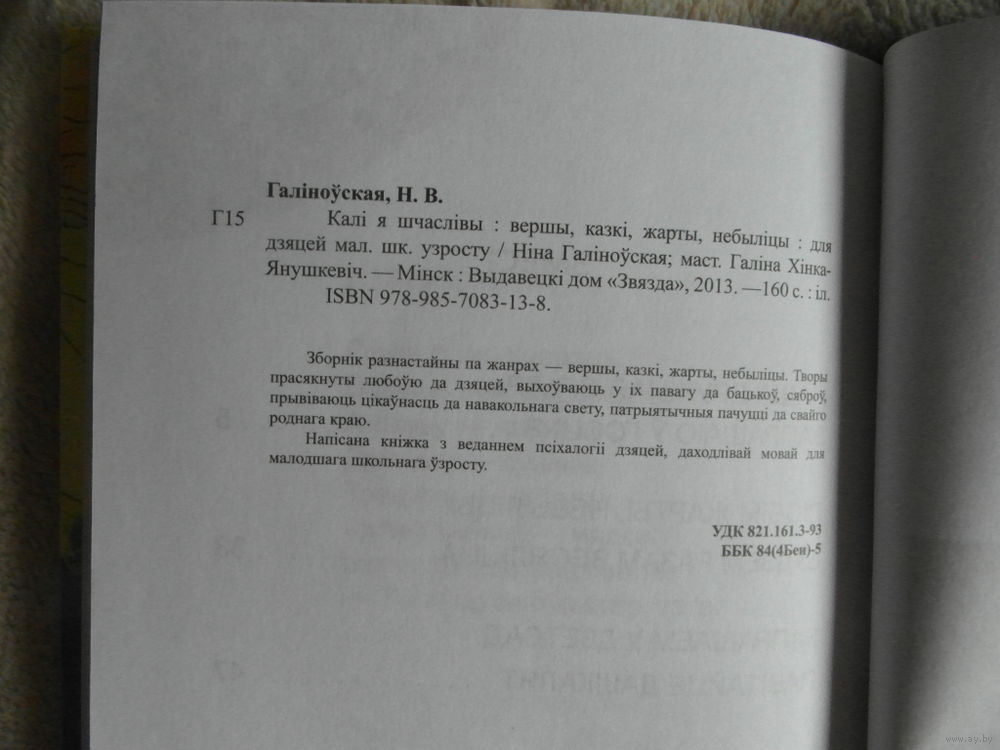 Галіноўская, Н. В.
Г15 Калі я шчаслівы : вершы, казкі, жарты, небыліцы : для
дзяцей мал. шк. узросту / Ніна Галіноўская; маст. Галіна Хінка-
Янушкевіч. — Мінск : Выдавецкі дом «Звязда», 2013. —160 с. : іл.
ISBN 978-985-7083-13-8.
Зборнік разнастайны па жанрах — вершы, казкі, жарты, небыліцы. Творы
прасякнуты любоўю да дзяцей, выхоўваюць у іх павагу да бацькоў, сяброў,
прывіваюць цікаўнасць да навакольнага свету, патрыятычныя пачуцці да свайго
роднага краю.
Напісана кніжка з веданнем псіхалогіі дзяцей, даходлівай мовай для
малодшага школьнага ўзросту.
УДК 821.161.3-93
ББК 84(4Беи)-5
www.ay.by